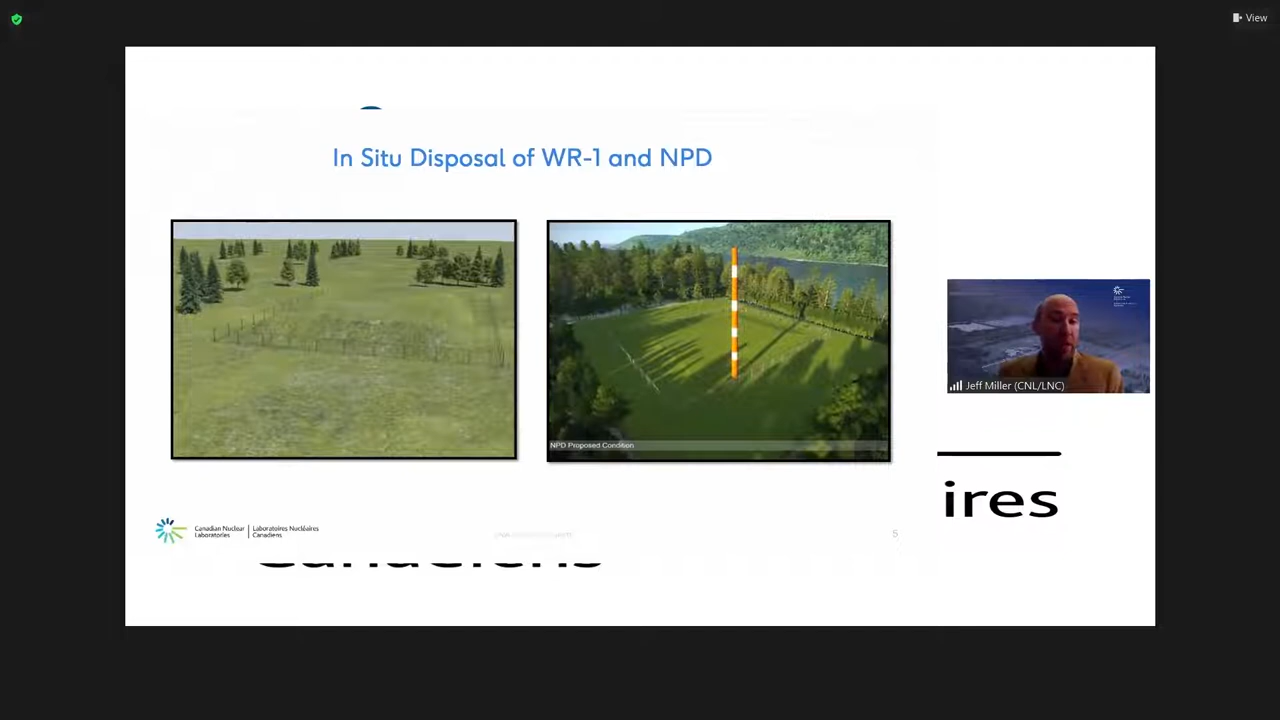 View
In Situ Disposal of WR-1 and NPD
NPD Proposed Condition
Jeff Miller (CNL/LNC)
ires
Canadian Nuclear
Laboratories
Laboratoires Nucléaires
Canadiens
5